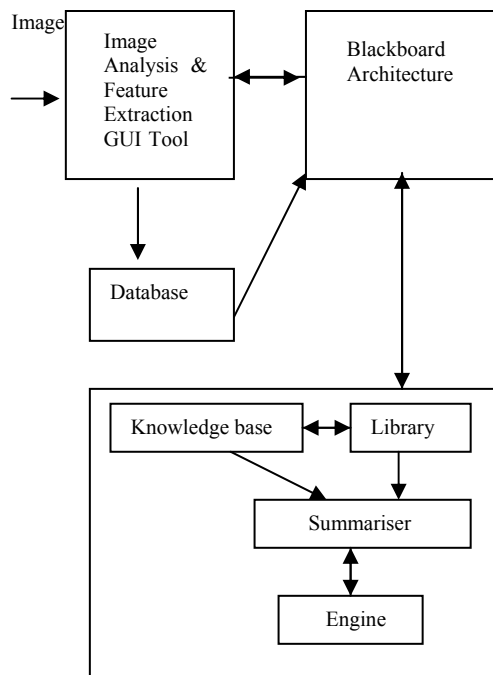 Image
Image
Analysis &
Feature
Extraction
GUI Tool
Blackboard
Architecture
Database
Knowledge base
Library
Summariser
Engine